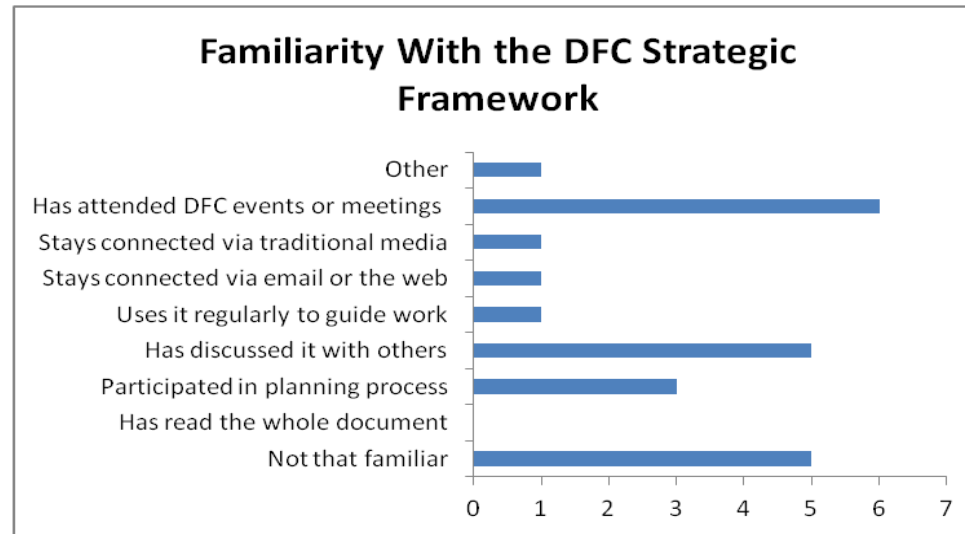 Familiarity With the DFC Strategic
Framework
Other
Has attended DFC events or meetings
Stays connected via traditional media
Stays connected via email or the web
Uses it regularly to guide work
Has discussed it with others
Participated in planning process
Has read the whole document
Not that familiar
0 1 2 3 4 5 6 7